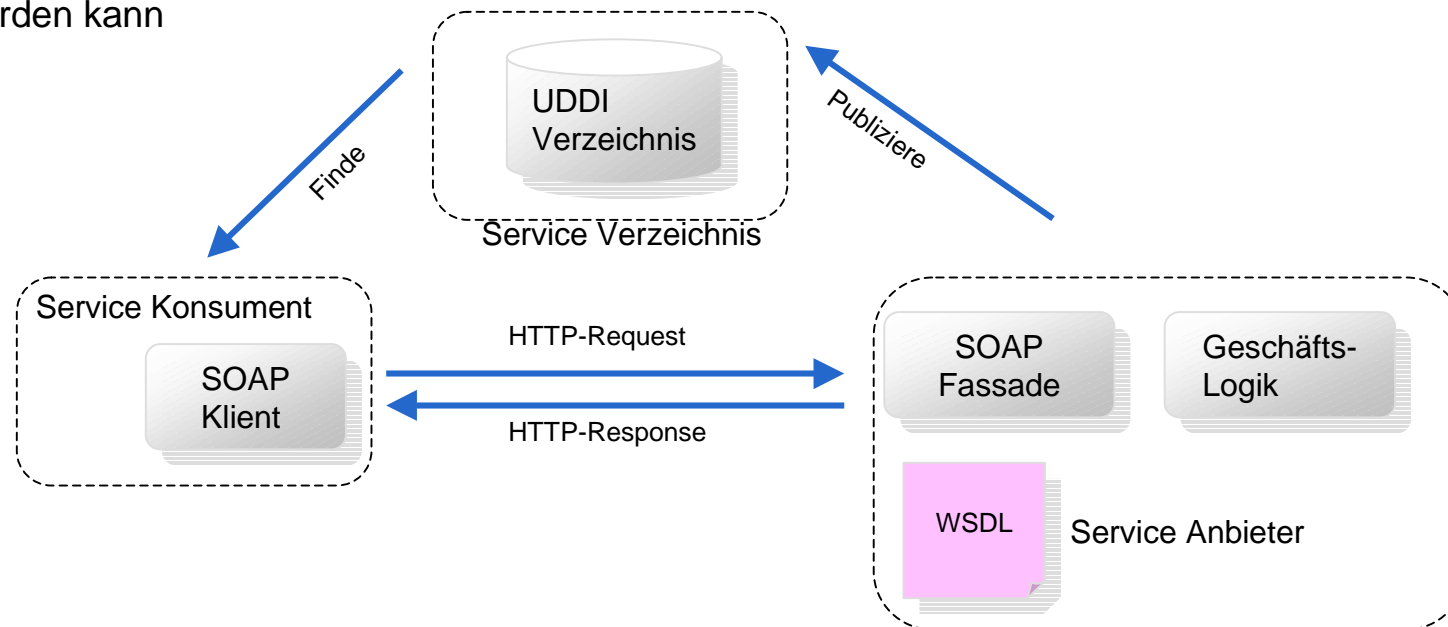 rden kann
UDDI
Verzeichnis
Publiziere
Finde
Service Verzeichnis
Service Konsument
SOAP
Klient
HTTP-Request
HTTP-Response
SOAP
Fassade
Geschäfts-
Logik
WSDL
Service Anbieter